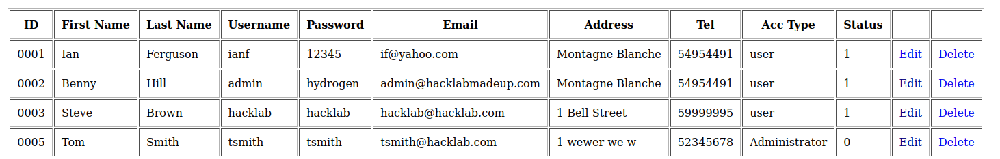 ID First Name Last Name Username Password Email Address Tel Acc Type Status
0001 Ian Ferguson ianf 12345 if@yahoo.com Montagne Blanche 54954491 user 1 Edit Delete
0002 Benny Hill admin hydrogen admin@hacklabmadeup.com Montagne Blanche 54954491 user 1 Edit Delete
0003 Steve Brown hacklab hacklab hacklab@hacklab.com 1 Bell Street 59999995 user 1 Edit Delete
0005 Tom Smith tsmith tsmith tsmith@hacklab.com 1 wewer we w 52345678 Administrator 0 Edit Delete